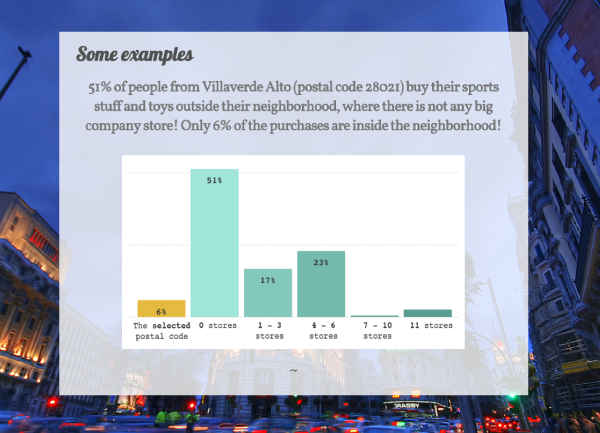 Some examples
51% of people from Villaverde Alto (postal code 28021) buy their sports
stuff and toys outside their neighborhood, where there is not any big
company store! Only 6% of the purchases are inside the neighborhood!
51%
23%
17%
6%
The selected
postal code
0 stores
1 - 3
stores
4 - 6
stores
7 - 10
stores
11 stores
~
GRASSY